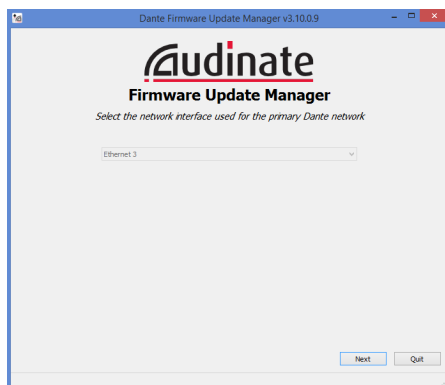 Dante Firmware Update Manager v3.10.0.9
Audinate
Firmware Update Manager
Select the network interface used for the primary Dante network
Ethernet 3
Next Quit